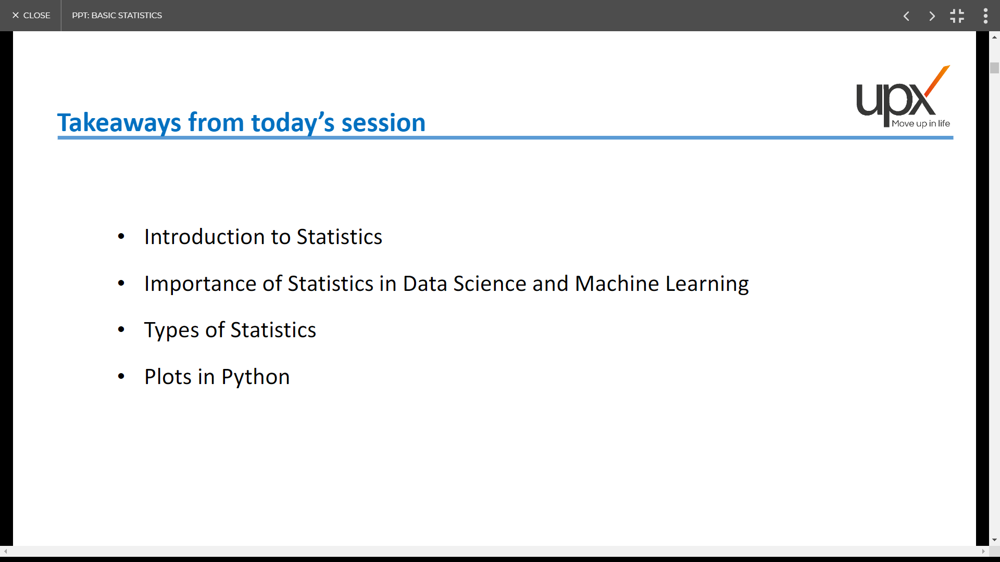 CLOSE
PPT: BASIC STATISTICS
upx
Move up in life
Takeaways from today’s session
• Introduction to Statistics
• Importance of Statistics in Data Science and Machine Learning
• Types of Statistics
• Plots in Python